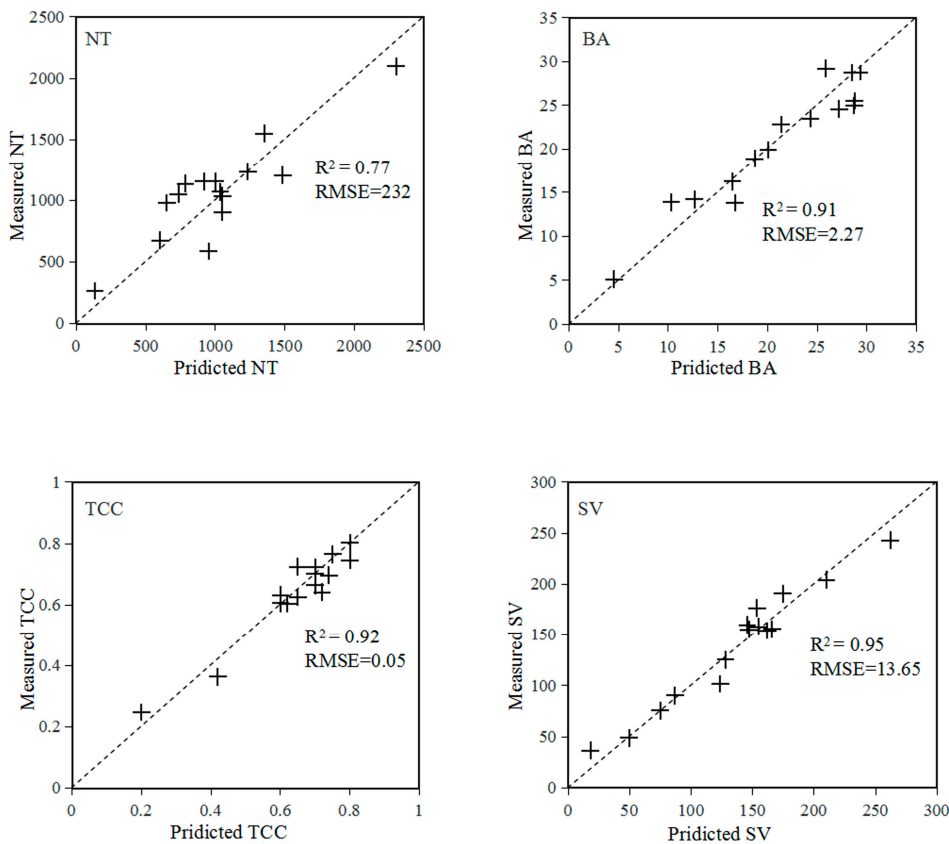 NT
2500
2000
1500
1000
500
0
Measured NT
R² = 0.77
RMSE=232
0 500 1000 1500 2000 2500
Pridicted NT
BA
35
30
25
20
15
10
5
0
Measured BA
R² = 0.91
RMSE=2.27
0 5 10 15 20 25 30 35
Pridicted BA
TCC
1
0.8
0.6
0.4
0.2
0
Measured TCC
R² = 0.92
RMSE=0.05
0 0.2 0.4 0.6 0.8 1
Pridicted TCC
SV
300
250
200
150
100
50
0
Measured SV
R² = 0.95
RMSE=13.65
0 50 100 150 200 250 300
Pridicted SV